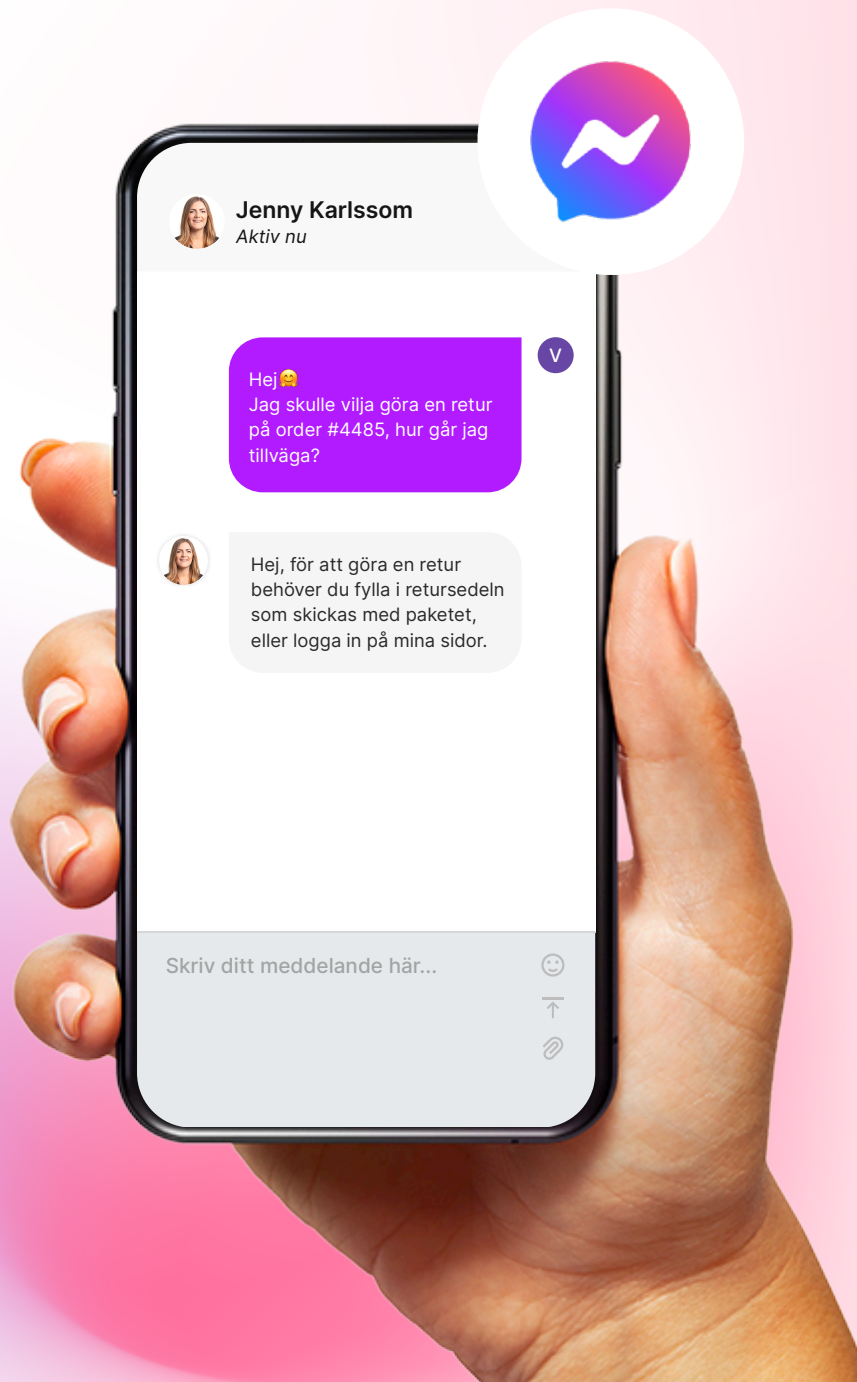 Jenny Karlssom
Aktiv nu
Hej🤗
Jag skulle vilja göra en retur
på order #4485, hur går jag
tillväga?
V
Hej, för att göra en retur
behöver du fylla i retursedeln
som skickas med paketet,
eller logga in på mina sidor.
Skriv ditt meddelande här...